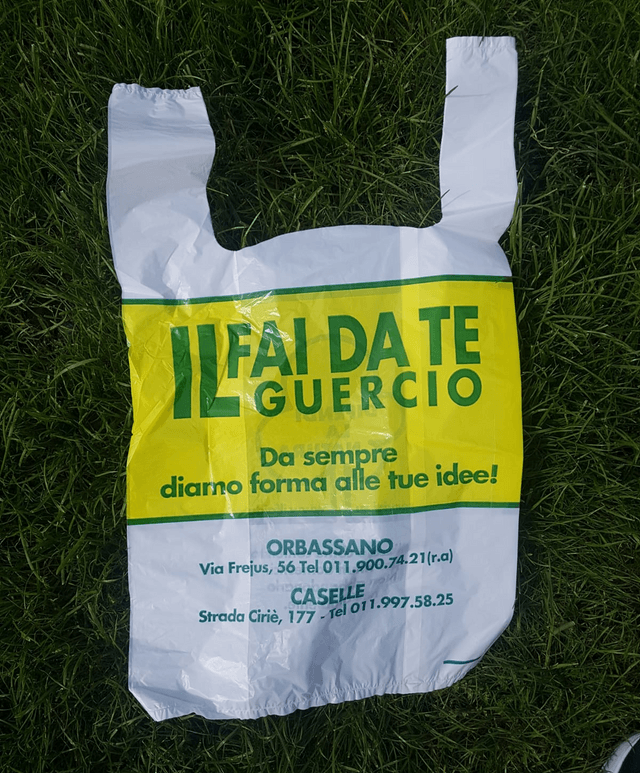 IL FAI DA TE
GUERCIO
Da sempre
diamo forma alle tue idee!
ORBASSANO
Via Frejus, 56 Tel 011.900.74.21(r.a)
CASELLE
Strada Ciriè, 177 - Tel 011.997.58.25